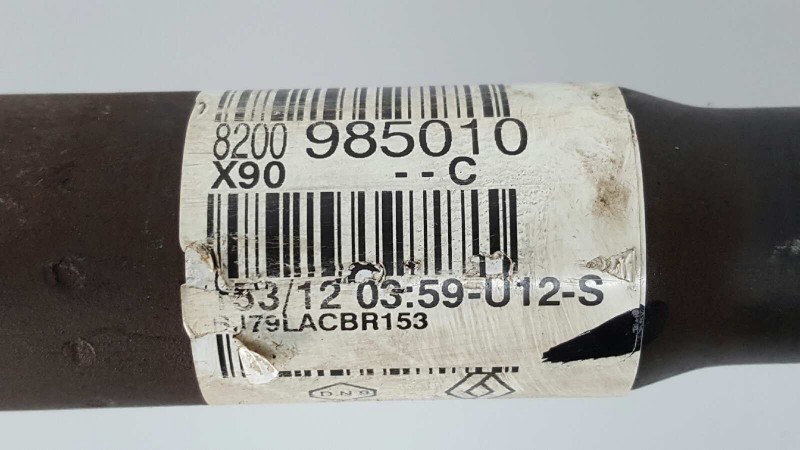 8200 985010
X90 --C
53/12 03:59-U12-S
J79LACBR153